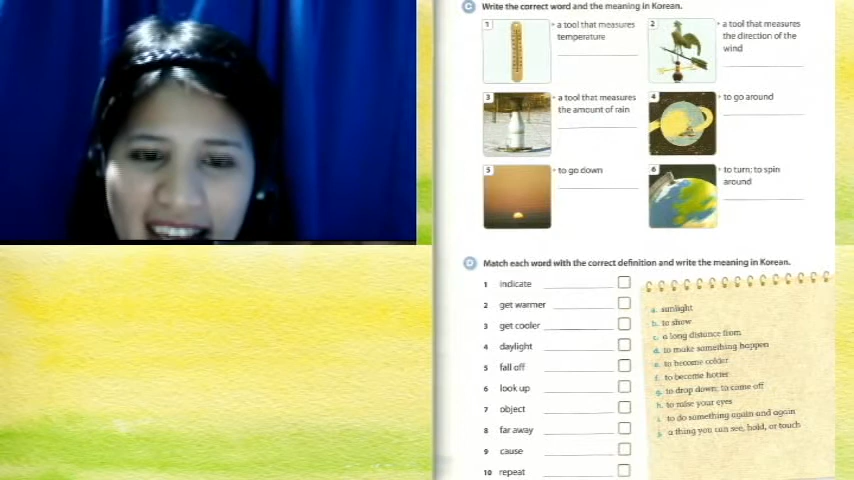 C Write the correct word and the meaning in Korean.
1 • a tool that measures
temperature
2 • a tool that measures
the direction of the
wind
3 • a tool that measures
the amount of rain
4 • to go around
5 • to go down
6 • to turn; to spin
around
D Match each word with the correct definition and write the meaning in Korean.
1 indicate
2 get warmer
3 get cooler
4 daylight
5 fall off
6 look up
7 object
8 far away
9 cause
10 repeat
a. sunlight
b. to show
c. a long distance from
d. to make something happen
e. to become colder
f. to become hotter
g. to drop down; to come off
h. to raise your eyes
i. to do something again and again
j. a thing you can see, hold, or touch